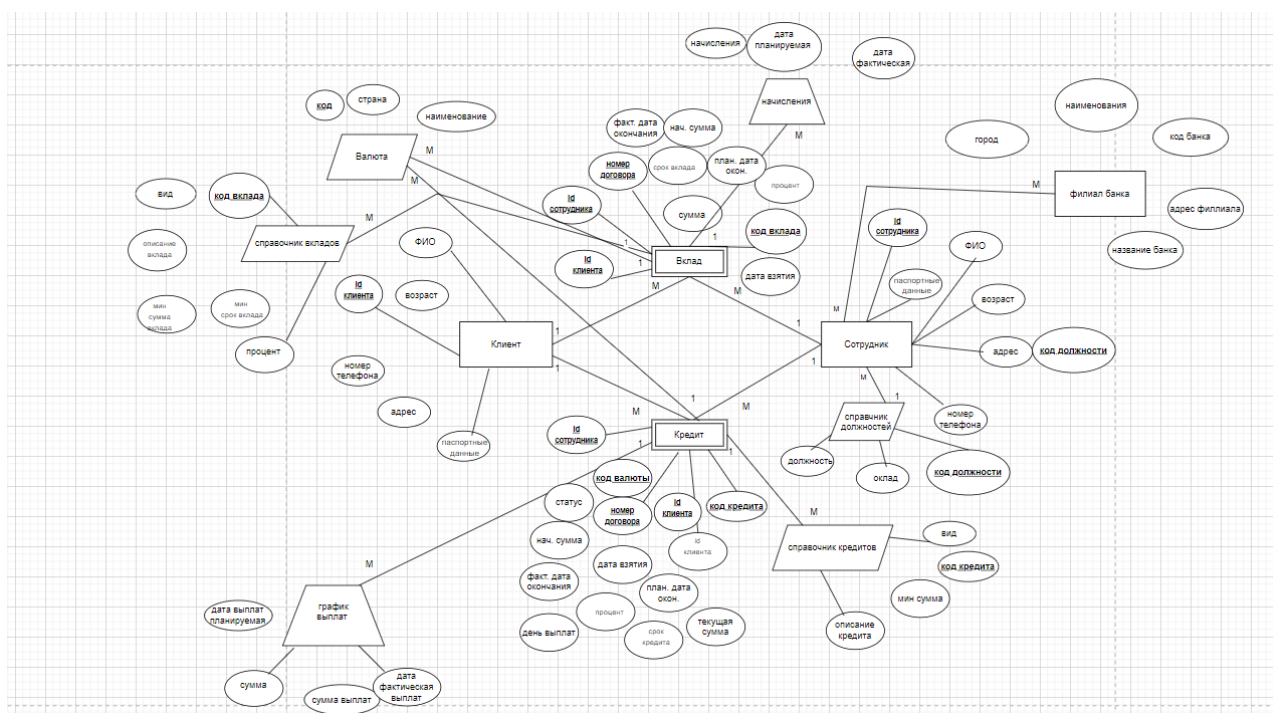 начисления
дата
планируемая
дата
фактическая
код
страна
наименование
Валюта
М
М
начисления
М
факт. дата
окончания
нач. сумма
номер
договора
срок вклада
план. дата
окон.
процент
сумма
код вклада
Id
сотрудника
Id
клиента
1
1
1
Вклад
дата взятия
М
М
наименования
город
код банка
М
филиал банка
адрес филлиала
название банка
вид
код вклада
описание
вклада
справочник вкладов
М
мин
сумма
вклада
мин
срок вклада
процент
ФИО
Id
клиента
возраст
Клиент
1
1
номер
телефона
адрес
паспортные
данные
Id
сотрудника
ФИО
паспортные
данные
возраст
м
1
Сотрудник
1
адрес
код должности
м
1
справчник
должностей
номер
телефона
должность
оклад
код должности
М
1
М
Id
сотрудника
1
Кредит
1
код валюты
статус
номер
договора
Id
клиента
код кредита
нач. сумма
id
клиента
дата взятия
факт. дата
окончания
план. дата
окон.
процент
день выплат
срок
кредита
текущая
сумма
М
справочник кредитов
вид
код кредита
мин сумма
описание
кредита
М
график
выплат
дата выплат
планируемая
сумма
сумма выплат
дата
фактическая
выплат